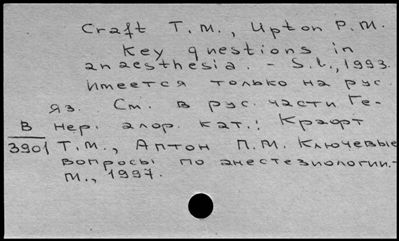 Craft T.M., Upton P.M.
Key questions in
anaesthesia. - S.l., 1993.
Имеется только на рус.
яз. См. в рус. части Ге-
В нер. алф. кат.: Крафт
3901 Т.М., Аптон П.М. Ключевые
вопросы по анестезиологии.-
М., 1997.